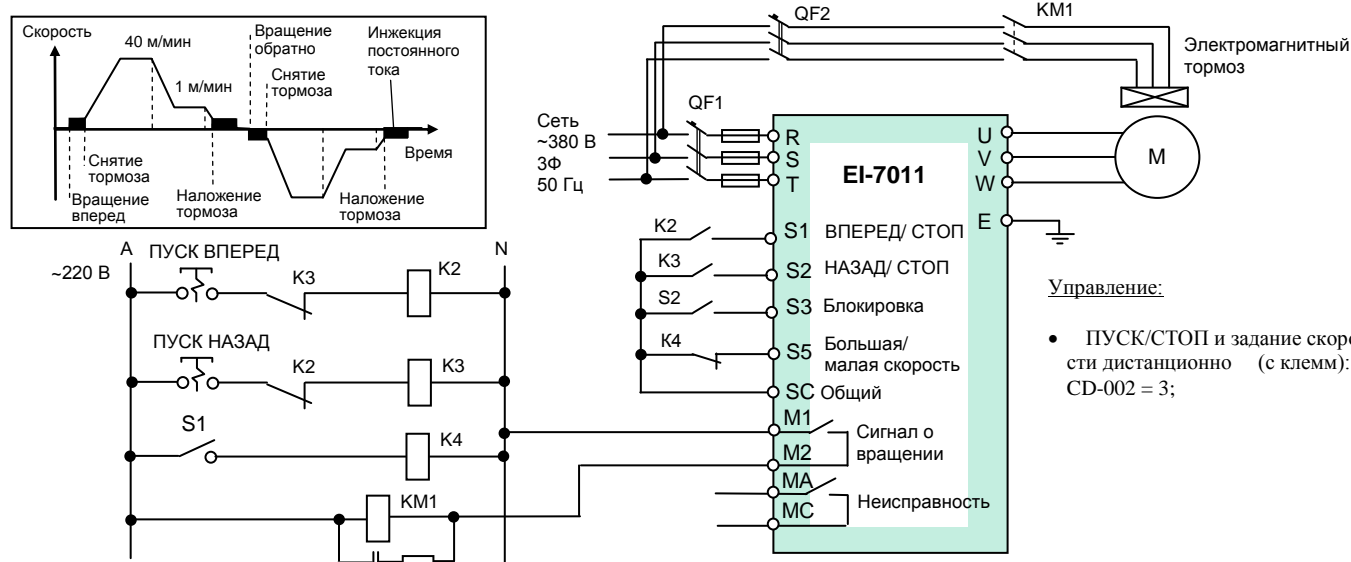 Скорость
40 м/мин
1 м/мин
Вращение
обратно
Снятие
тормоза
Инжекция
постоянного
тока
Время
Снятие
тормоза
Вращение
вперед
Наложение
тормоза
Наложение
тормоза
QF2
KM1
Электромагнитный
тормоз
QF1
Сеть
~380 В
3Ф
50 Гц
R
S
T
EI-7011
U
V
W
E
M
K2
S1 ВПЕРЕД/ СТОП
K3
S2 НАЗАД/ СТОП
S2
S3 Блокировка
K4
S5 Большая/
малая скорость
SC Общий
M1
M2
Сигнал о
вращении
MA
MC
Неисправность
A
N
~220 В
ПУСК ВПЕРЕД
K3
K2
ПУСК НАЗАД
K2
K3
S1
K4
KM1
Управление:
• ПУСК/СТОП и задание скоро
сти дистанционно (с клемм):
CD-002 = 3;